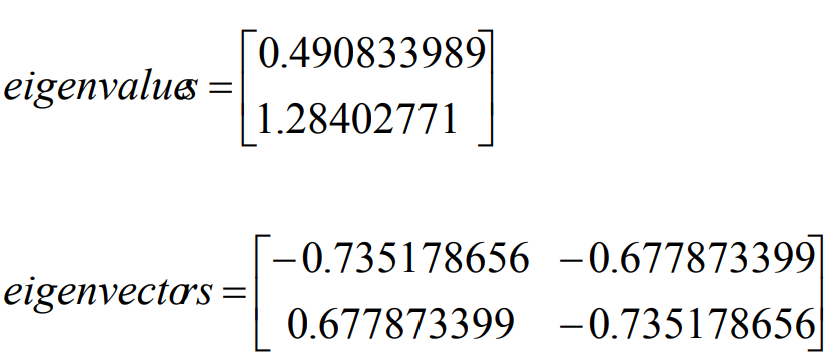 eigenvalues = [0.490833989
1.28402771]
eigenvectors = [−0.735178656 −0.677873399
0.677873399 −0.735178656]